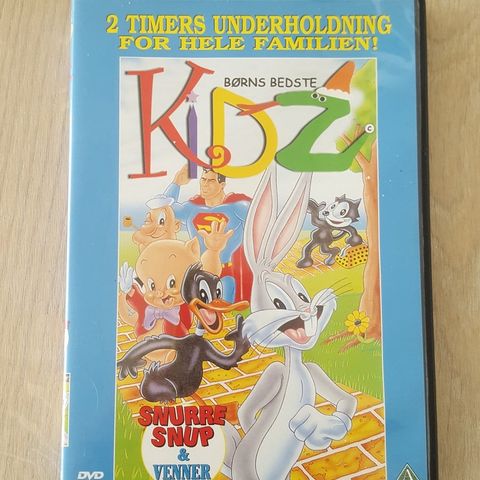 2 TIMERS UNDERHOLDNING
FOR HELE FAMILIEN!
BØRNS BEDSTE
KIDZ
SNURRE
SNUP
&
VENNER
DVD
A